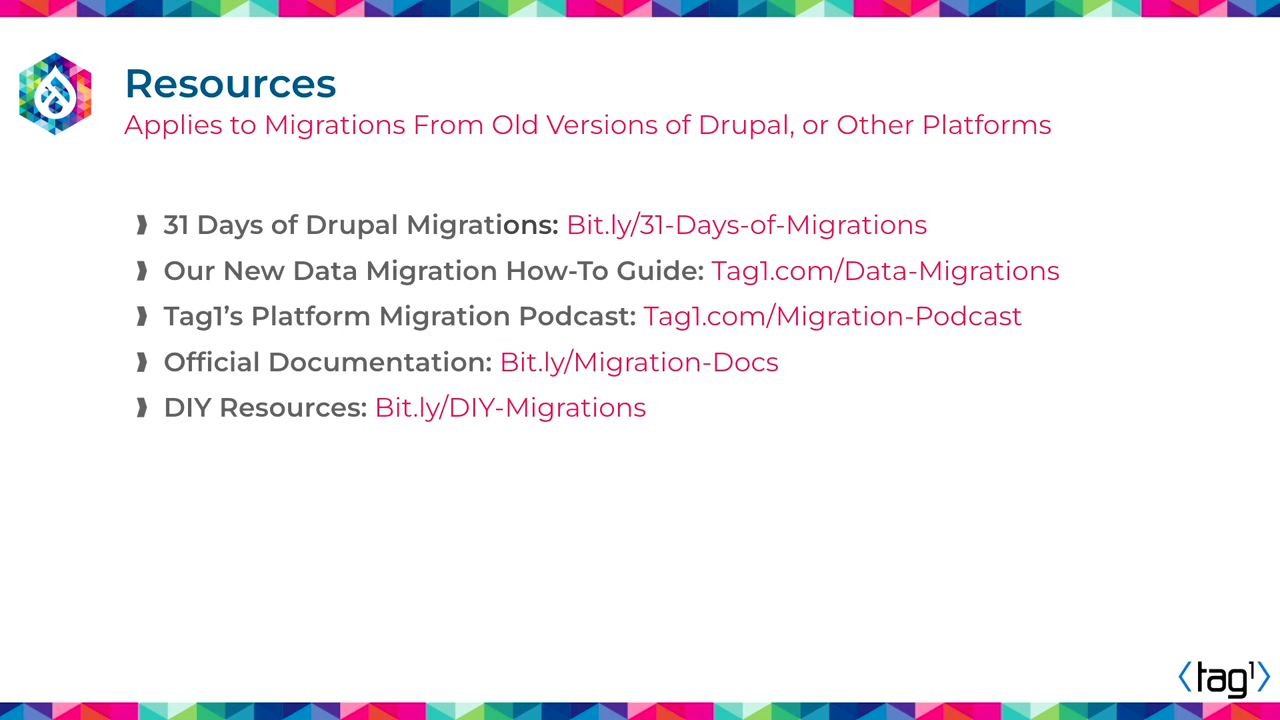 Resources
Applies to Migrations From Old Versions of Drupal, or Other Platforms
31 Days of Drupal Migrations: Bit.ly/31-Days-of-Migrations
Our New Data Migration How-To Guide: Tag1.com/Data-Migrations
Tag1’s Platform Migration Podcast: Tag1.com/Migration-Podcast
Official Documentation: Bit.ly/Migration-Docs
DIY Resources: Bit.ly/DIY-Migrations
tag1